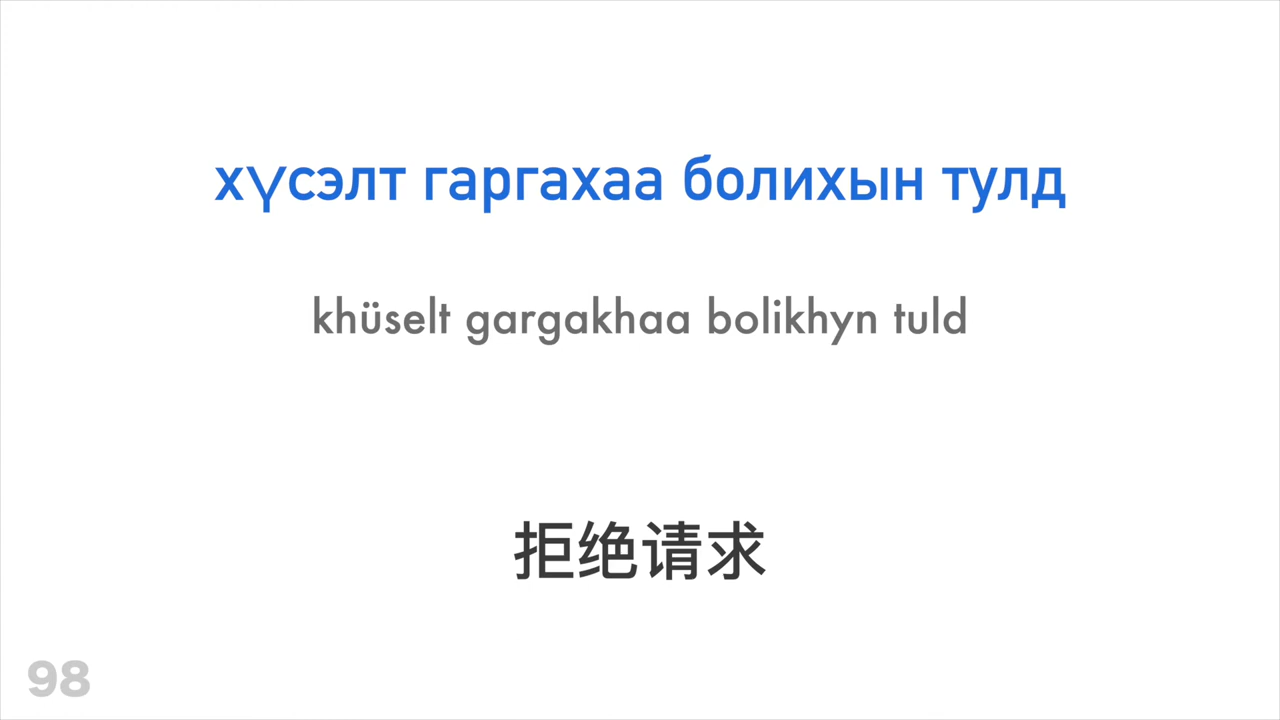 хүсэлт гаргахаа болихын тулд
khüselt gargakhaa bolikhyn tuld
拒绝请求
98